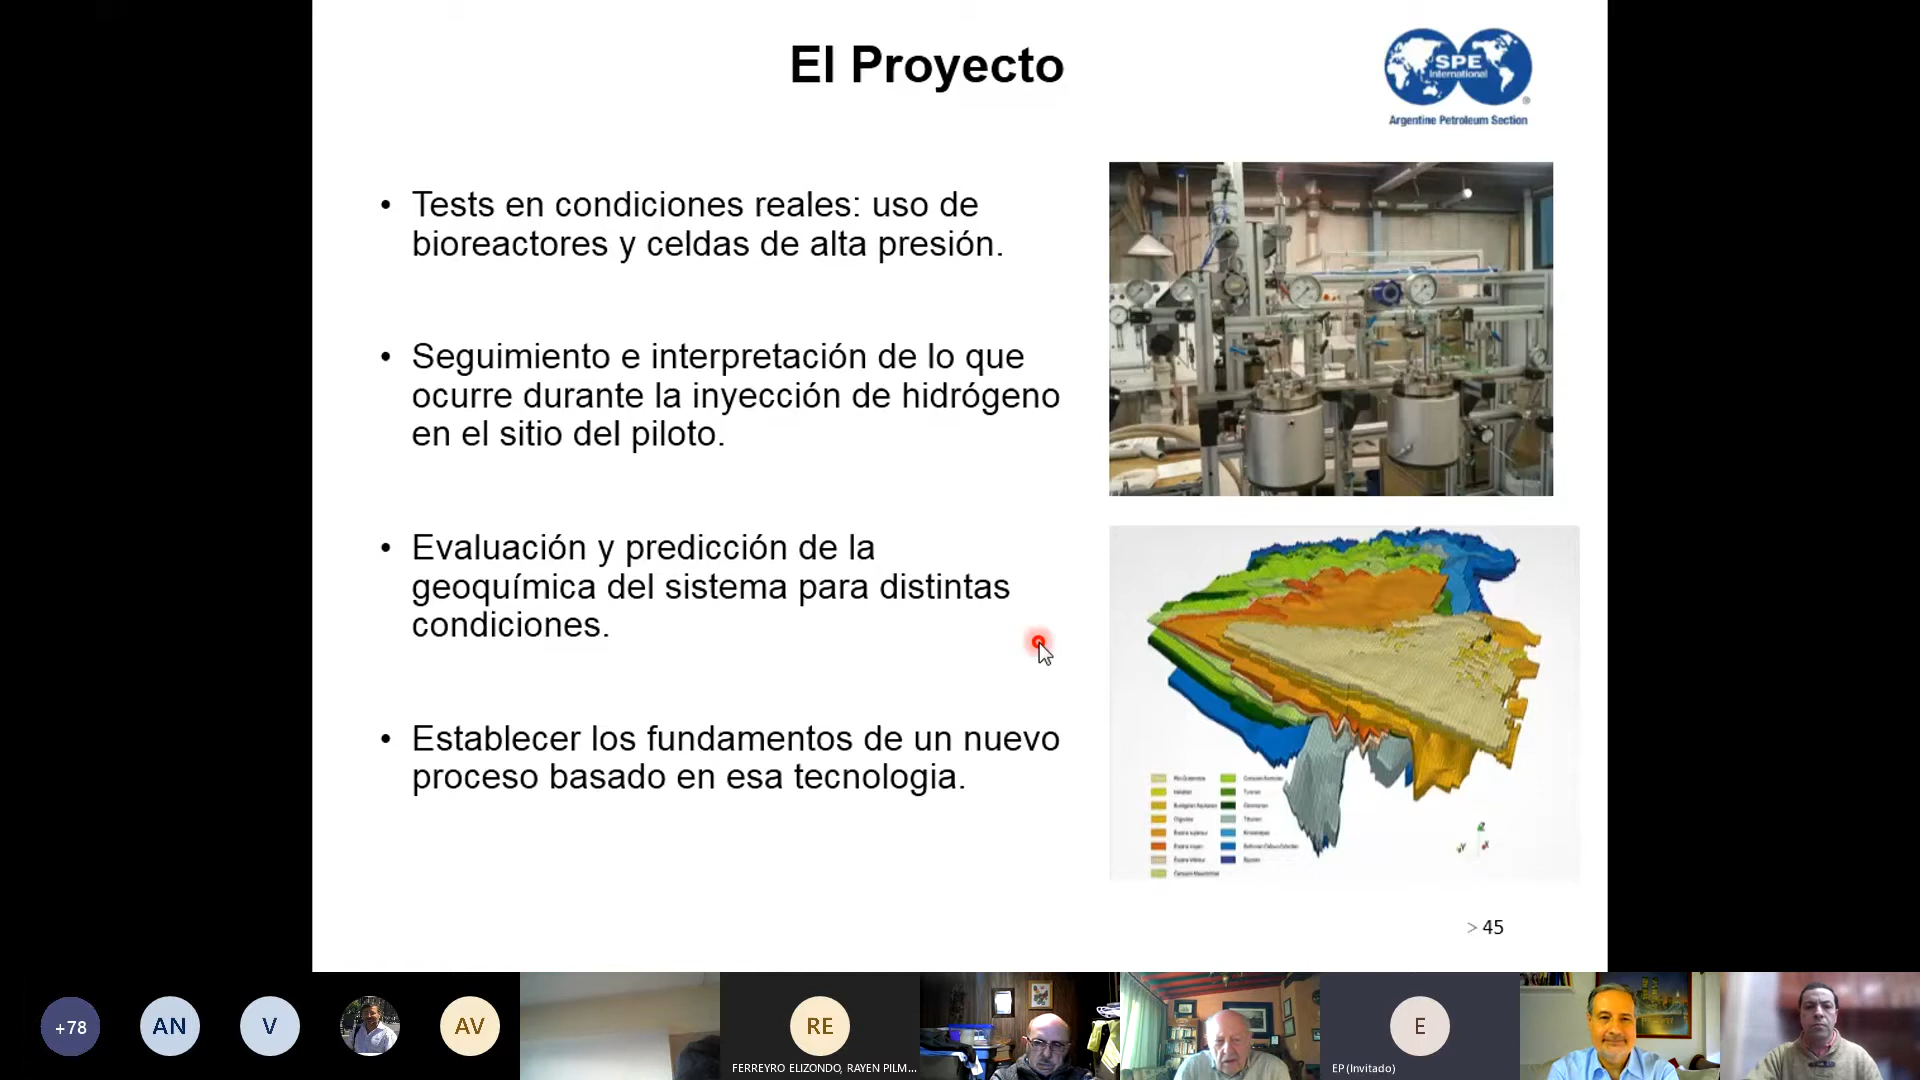 El Proyecto
SPE
International
®
Argentine Petroleum Section
• Tests en condiciones reales: uso de
bioreactores y celdas de alta presión.
• Seguimiento e interpretación de lo que
ocurre durante la inyección de hidrógeno
en el sitio del piloto.
• Evaluación y predicción de la
geoquímica del sistema para distintas
condiciones.
• Establecer los fundamentos de un nuevo
proceso basado en esa tecnologia.
> 45
+78
AN
V
AV
RE
FERREYRO ELIZONDO, RAYEN PILM...
E
EP (Invitado)